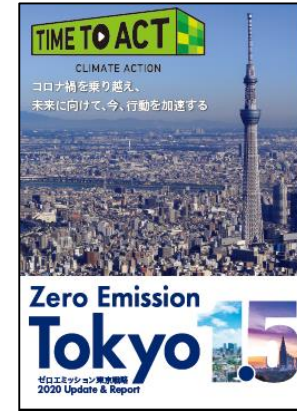 TIME TO ACT
CLIMATE ACTION
コロナ禍を乗り越え、
未来に向けて、今、行動を加速する
Zero Emission
Tokyo 1.5
ゼロエミッション東京戦略
2020 Update & Report